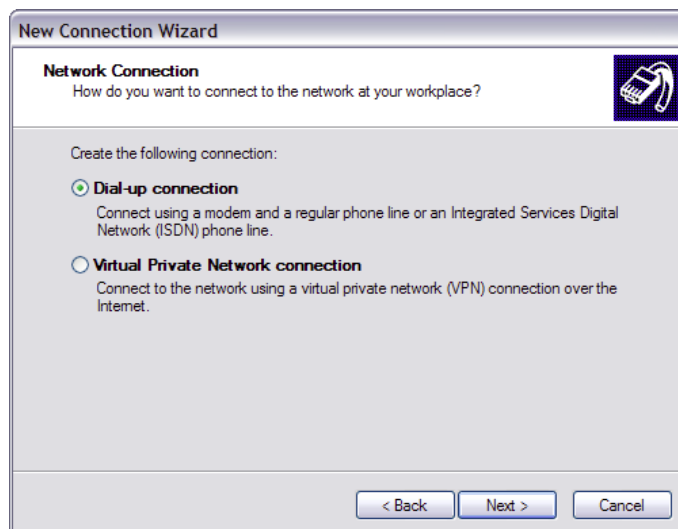 New Connection Wizard
Network Connection
How do you want to connect to the network at your workplace?
Create the following connection:
Dial-up connection
Connect using a modem and a regular phone line or an Integrated Services Digital
Network (ISDN) phone line.
Virtual Private Network connection
Connect to the network using a virtual private network (VPN) connection over the
Internet.
< Back Next > Cancel